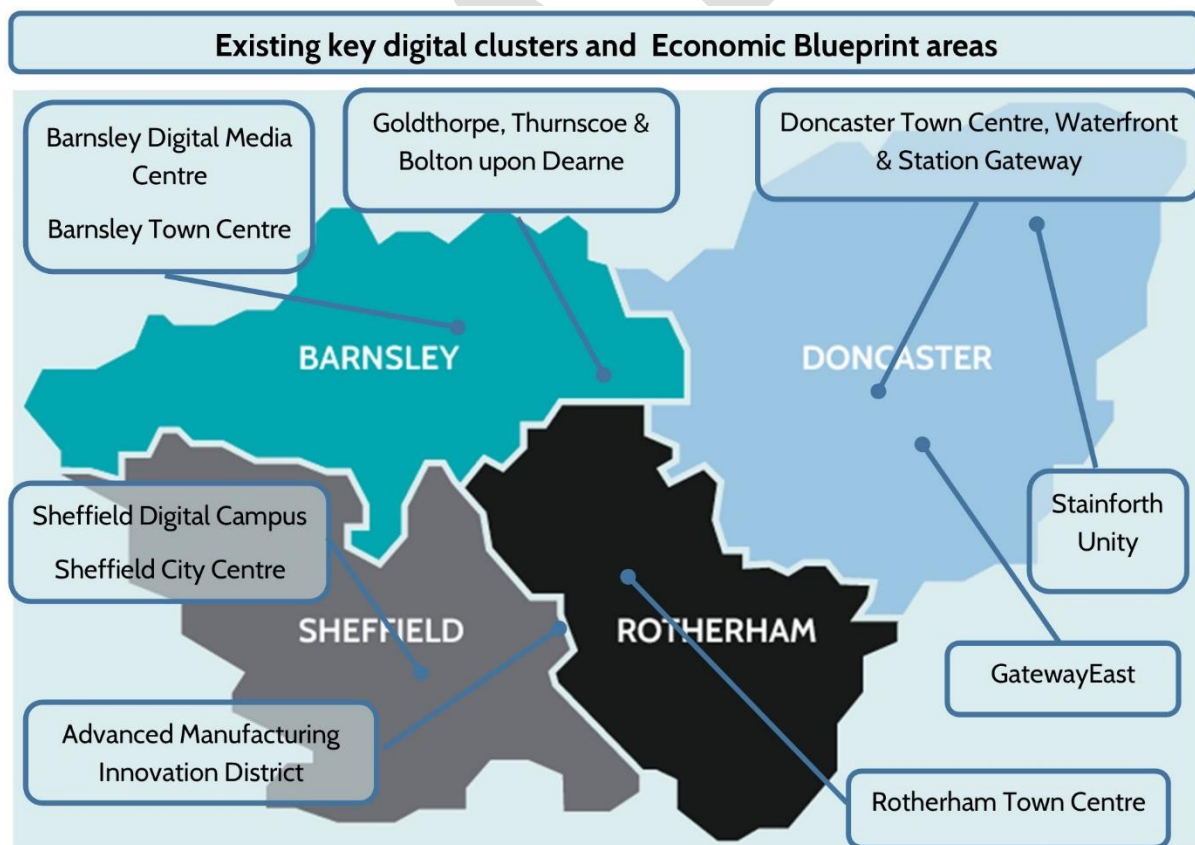 Existing key digital clusters and Economic Blueprint areas
Barnsley Digital Media
Centre
Barnsley Town Centre
Goldthorpe, Thurnscoe &
Bolton upon Dearne
Doncaster Town Centre, Waterfront
& Station Gateway
BARNSLEY
DONCASTER
Sheffield Digital Campus
Sheffield City Centre
Stainforth
Unity
SHEFFIELD
ROTHERHAM
GatewayEast
Advanced Manufacturing
Innovation District
Rotherham Town Centre